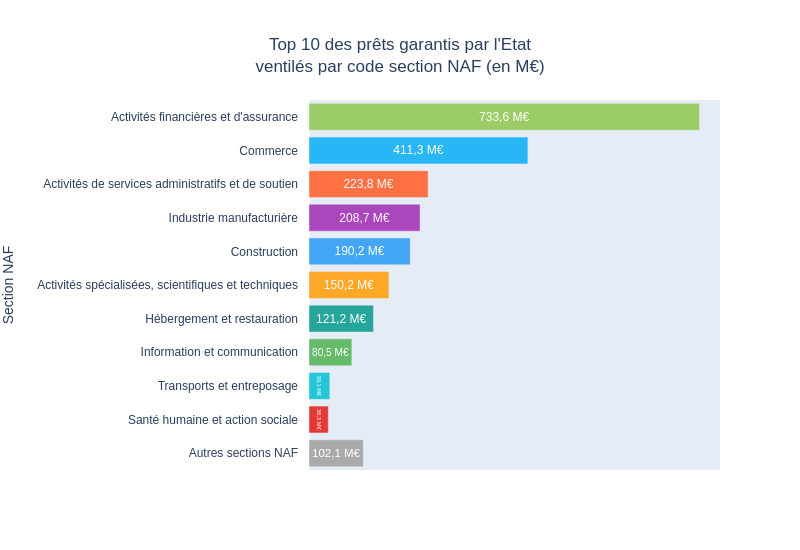 Top 10 des prêts garantis par l'Etat
ventilés par code section NAF (en M€)
Section NAF
Activités financières et d'assurance 733,6 M€
Commerce 411,3 M€
Activités de services administratifs et de soutien 223,8 M€
Industrie manufacturière 208,7 M€
Construction 190,2 M€
Activités spécialisées, scientifiques et techniques 150,2 M€
Hébergement et restauration 121,2 M€
Information et communication 80,5 M€
Transports et entreposage
Santé humaine et action sociale
Autres sections NAF 102,1 M€